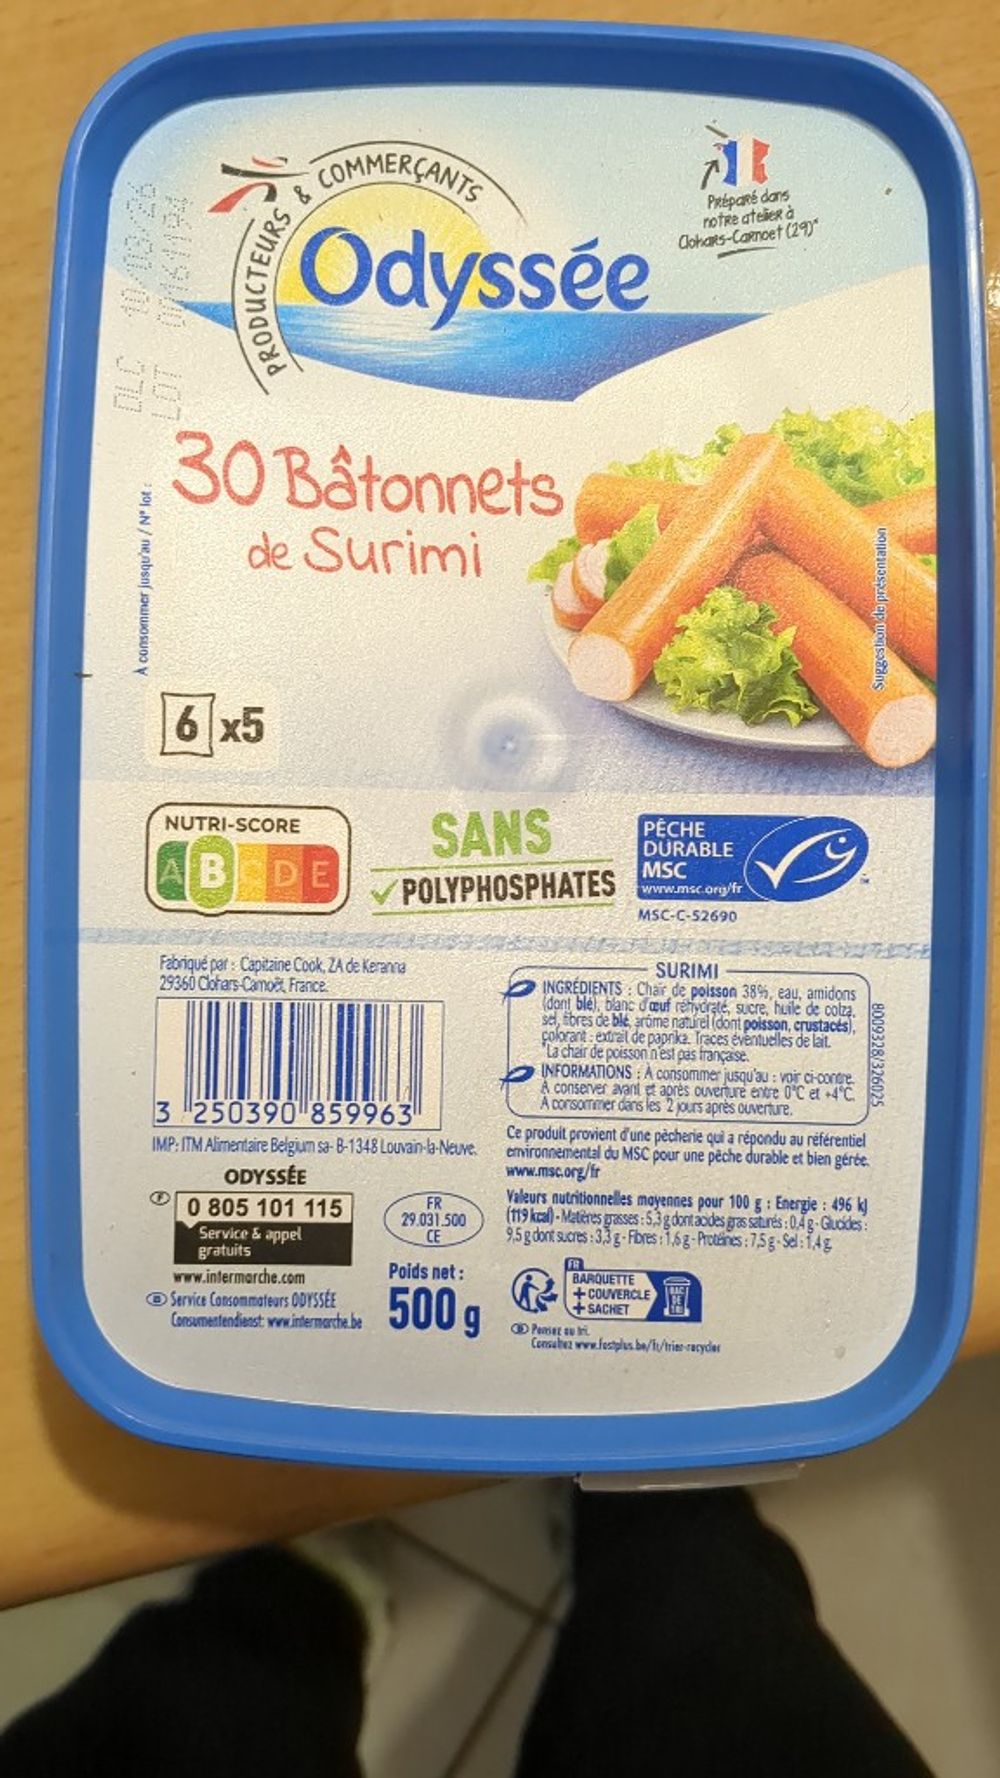 PRODUCTEURS & COMMERÇANTS
Odyssée
Préparé dans
notre atelier à
Clohars-Carnoet (29)*
DLC 10/03/26
LOT
À consommer jusqu'au / N° lot :
30 Bâtonnets
de Surimi
Suggestion de présentation
6 x5
NUTRI-SCORE
A B C D E
SANS
POLYPHOSPHATES
PÊCHE
DURABLE
MSC
www.msc.org/fr
™
MSC-C-52690
Fabriqué par : Capitaine Cook, ZA de Keranna
29360 Clohars-Carnoët, France.
3 250390 859963
IMP: ITM Alimentaire Belgium sa- B-1348 Louvain-la-Neuve.
ODYSSÉE
F 0 805 101 115
Service & appel
gratuits
www.intermarche.com
B Service Consommateurs ODYSSÉE
Consumentendienst: www.intermarche.be
FR
29.031.500
CE
Poids net :
500 g
SURIMI
INGRÉDIENTS : Chair de poisson 38%, eau, amidons
(dont blé), blanc d'œuf réhydraté, sucre, huile de colza,
sel, fibres de blé, arôme naturel (dont poisson, crustacés),
colorant : extrait de paprika. Traces éventuelles de lait.
*La chair de poisson n'est pas française.
INFORMATIONS : À consommer jusqu'au : voir ci-contre.
À conserver avant et après ouverture entre 0°C et +4°C.
À consommer dans les 2 jours après ouverture.
8009328/326025
Ce produit provient d'une pêcherie qui a répondu au référentiel
environnemental du MSC pour une pêche durable et bien gérée.
www.msc.org/fr
Valeurs nutritionnelles moyennes pour 100 g : Energie : 496 kJ
(119 kcal) - Matières grasses : 5,3 g dont acides gras saturés : 0,4 g - Glucides :
9,5 g dont sucres : 3,3 g - Fibres : 1,6 g - Protéines : 7,5 g - Sel : 1,4 g
FR
BARQUETTE
+ COUVERCLE
+ SACHET
BAC
DE
TRI
B Pensez au tri.
Consultez www.fostplus.be/fr/trier-recycler